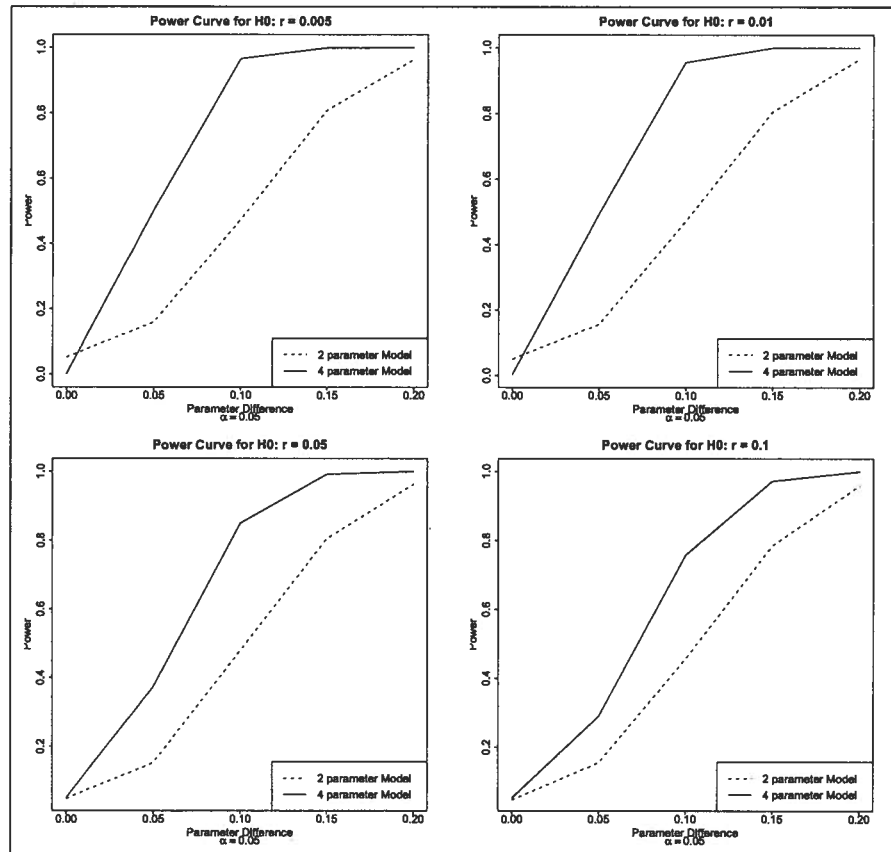 Power Curve for H0: r = 0.005
Power
1.0
0.8
0.6
0.4
0.2
0.0
2 parameter Model
4 parameter Model
0.00 0.05 0.10 0.15 0.20
Parameter Difference
α = 0.05
Power Curve for H0: r = 0.01
Power
1.0
0.8
0.6
0.4
0.2
0.0
2 parameter Model
4 parameter Model
0.00 0.05 0.10 0.15 0.20
Parameter Difference
α = 0.05
Power Curve for H0: r = 0.05
Power
1.0
0.8
0.6
0.4
0.2
2 parameter Model
4 parameter Model
0.00 0.05 0.10 0.15 0.20
Parameter Difference
α = 0.05
Power Curve for H0: r = 0.1
Power
1.0
0.8
0.6
0.4
0.2
2 parameter Model
4 parameter Model
0.00 0.05 0.10 0.15 0.20
Parameter Difference
α = 0.05